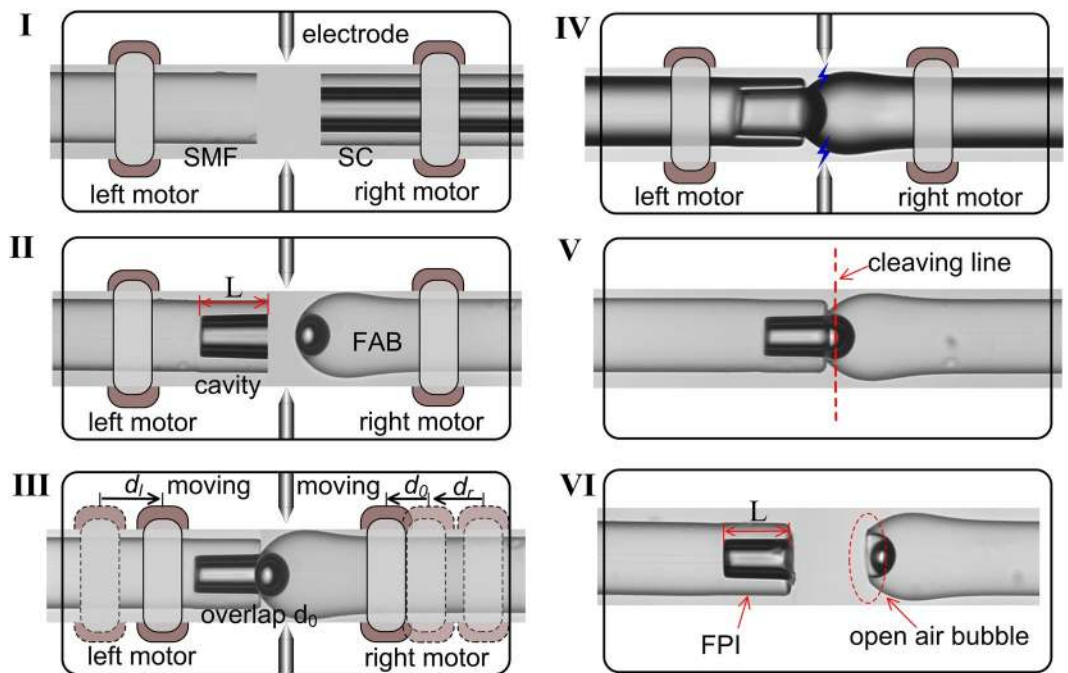 I
electrode
SMF
SC
left motor
right motor
II
L
FAB
cavity
left motor
right motor
III
d_l moving moving d_0 d_r
overlap d_0
left motor
right motor
IV
left motor
right motor
V
cleaving line
VI
L
FPI
open air bubble